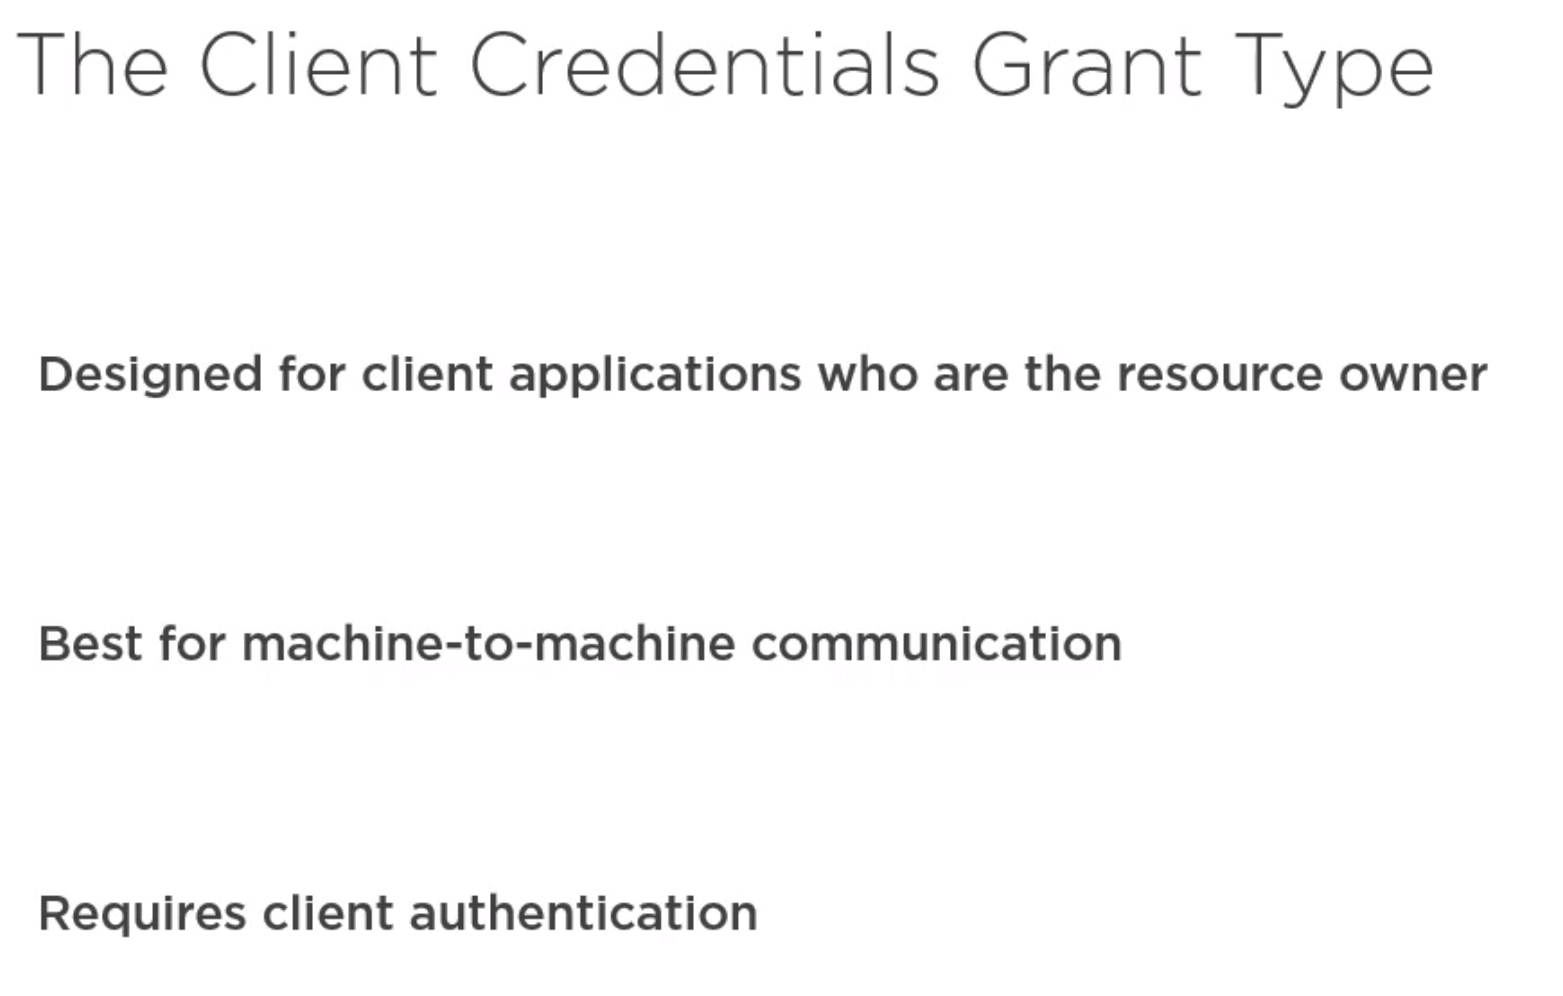 The Client Credentials Grant Type
Designed for client applications who are the resource owner
Best for machine-to-machine communication
Requires client authentication